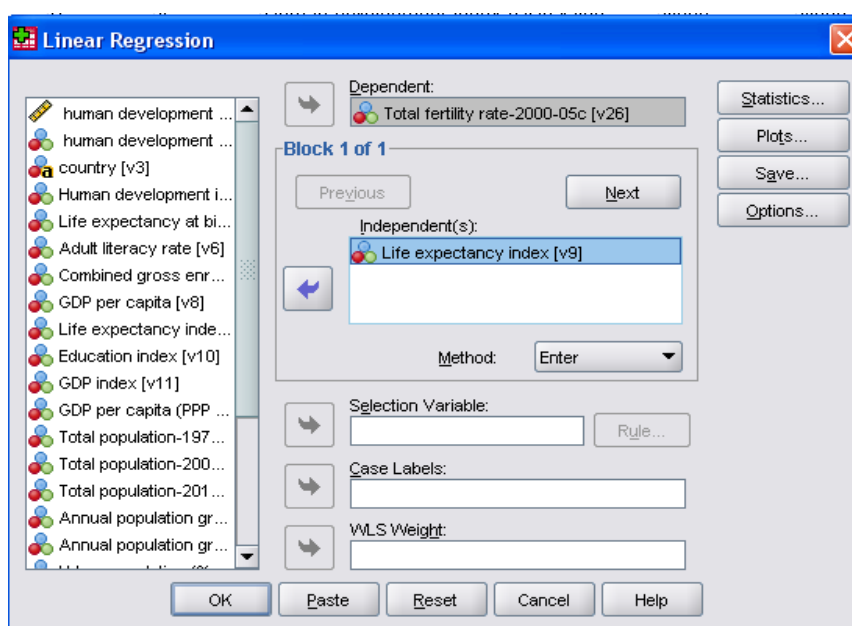 Linear Regression
human development ...
human development ...
country [v3]
Human development i...
Life expectancy at bi...
Adult literacy rate [v6]
Combined gross enr...
GDP per capita [v8]
Life expectancy inde...
Education index [v10]
GDP index [v11]
GDP per capita (PPP ...
Total population-197...
Total population-200...
Total population-201...
Annual population gr...
Annual population gr...
Dependent:
Total fertility rate-2000-05c [v26]
Block 1 of 1
Previous
Next
Independent(s):
Life expectancy index [v9]
Method:
Enter
Selection Variable:
Rule...
Case Labels:
WLS Weight:
Statistics...
Plots...
Save...
Options...
OK
Paste
Reset
Cancel
Help